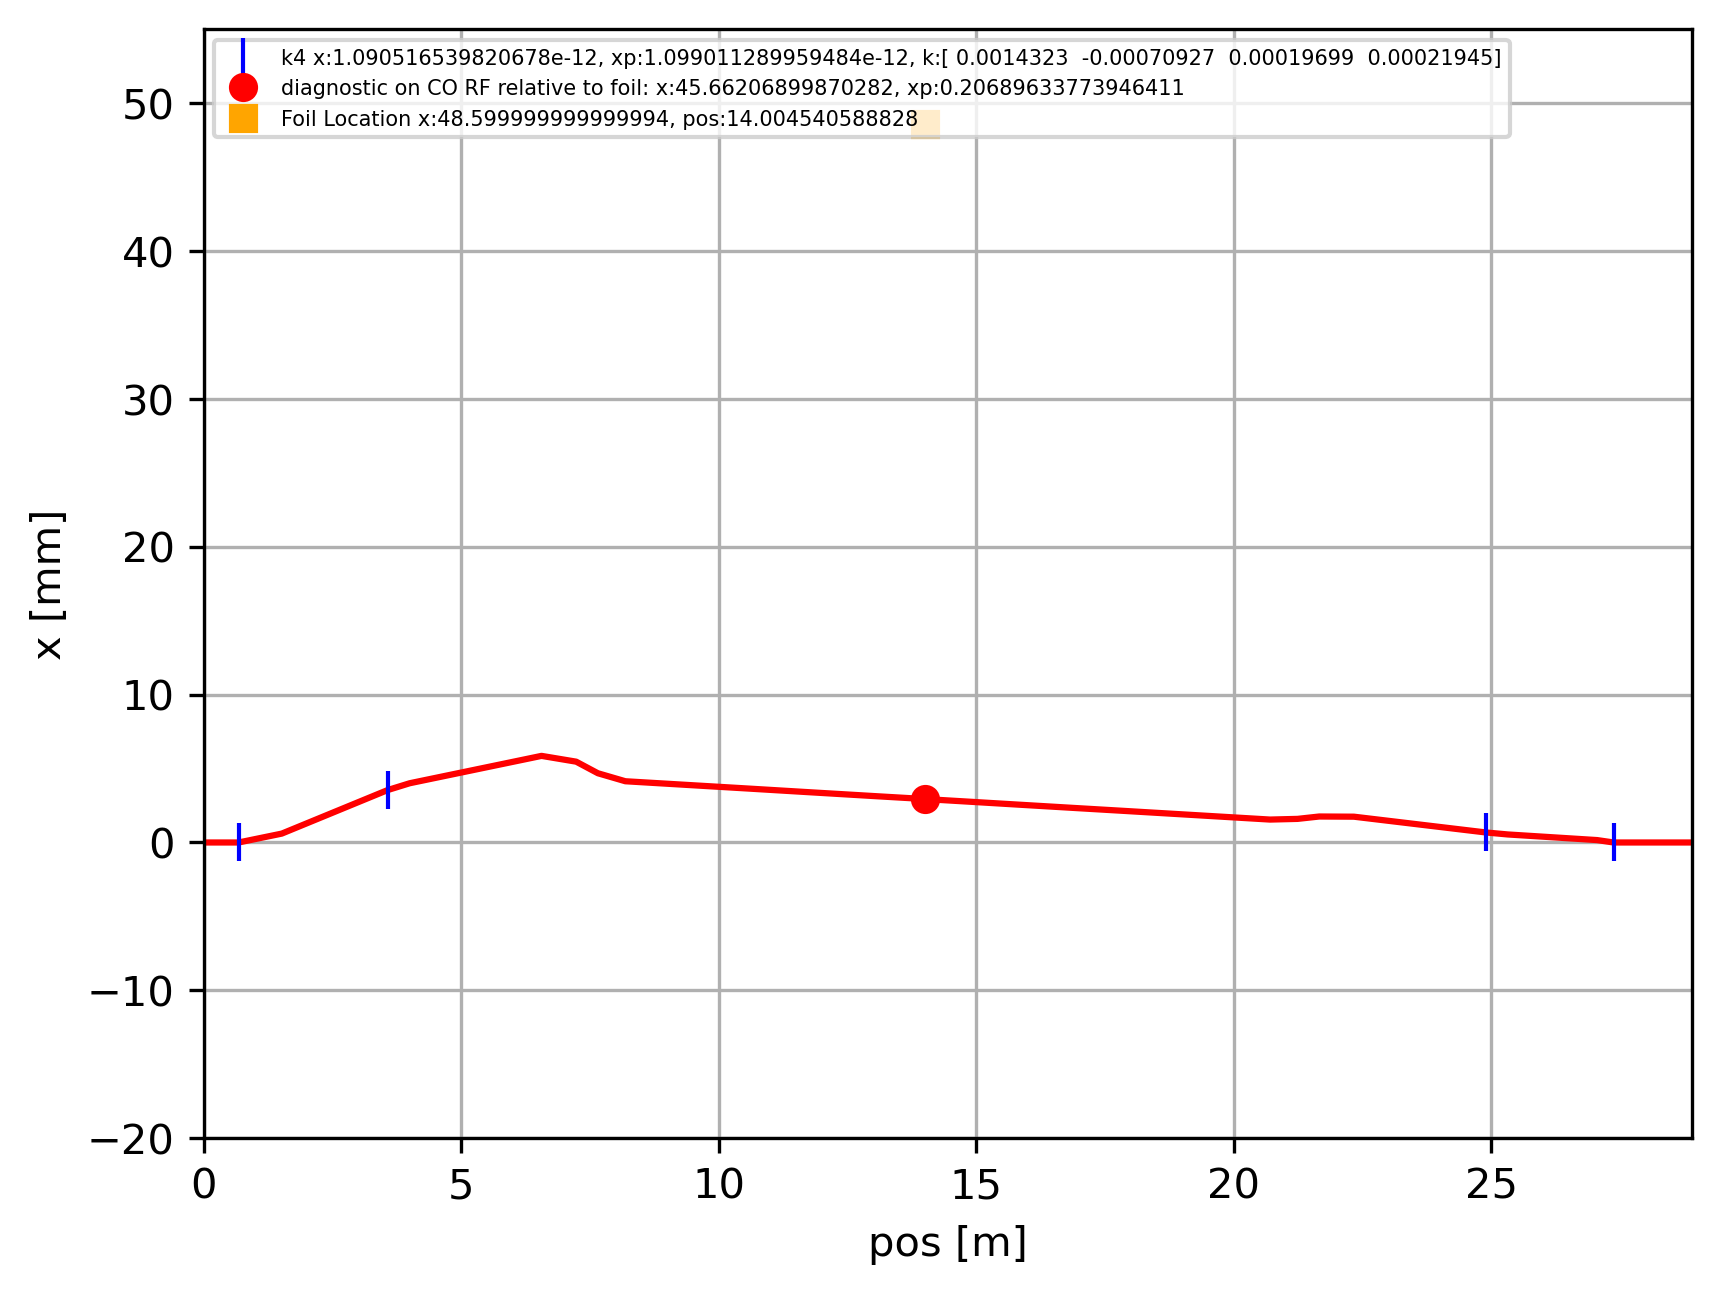 k4 x:1.090516539820678e-12, xp:1.099011289959484e-12, k:[ 0.0014323 -0.00070927 0.00019699 0.00021945]
diagnostic on CO RF relative to foil: x:45.66206899870282, xp:0.20689633773946411
Foil Location x:48.599999999999994, pos:14.004540588828
50
40
30
20
10
0
−10
−20
x [mm]
0 5 10 15 20 25
pos [m]